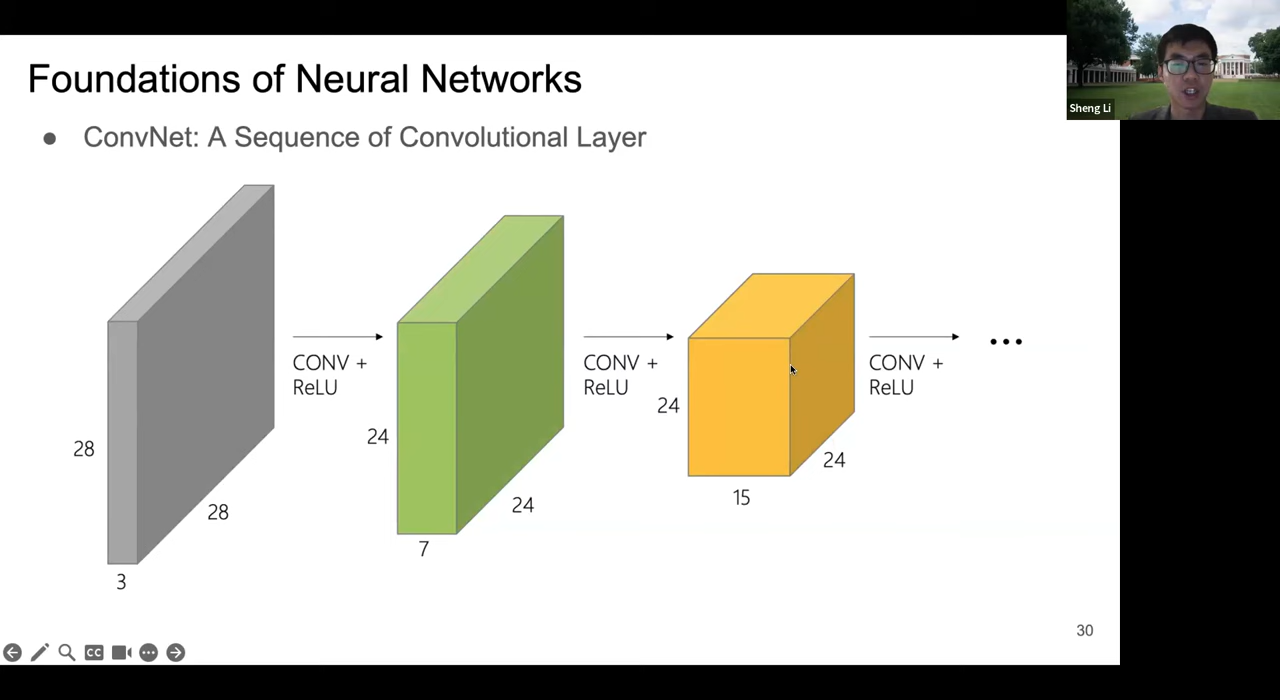 Foundations of Neural Networks
● ConvNet: A Sequence of Convolutional Layer
Sheng Li
28
28
3
CONV +
ReLU
24
24
7
CONV +
ReLU
24
24
15
CONV +
ReLU
...
30
CC